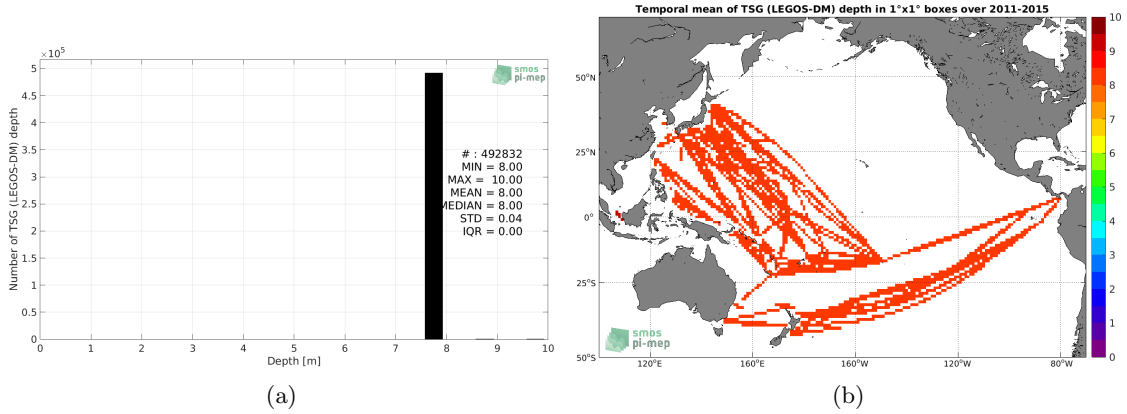 ×10⁵
5
4.5
4
3.5
3
2.5
2
1.5
1
0.5
0
0 1 2 3 4 5 6 7 8 9 10
Number of TSG (LEGOS-DM) depth
Depth [m]
smos
pi-mep
# : 492832
MIN = 8.00
MAX = 10.00
MEAN = 8.00
MEDIAN = 8.00
STD = 0.04
IQR = 0.00
(a)
Temporal mean of TSG (LEGOS-DM) depth in 1°x1° boxes over 2011-2015
50°N
25°N
0°
25°S
50°S
120°E 160°E 160°W 120°W 80°W
smos
pi-mep
10
9
8
7
6
5
4
3
2
1
0
(b)